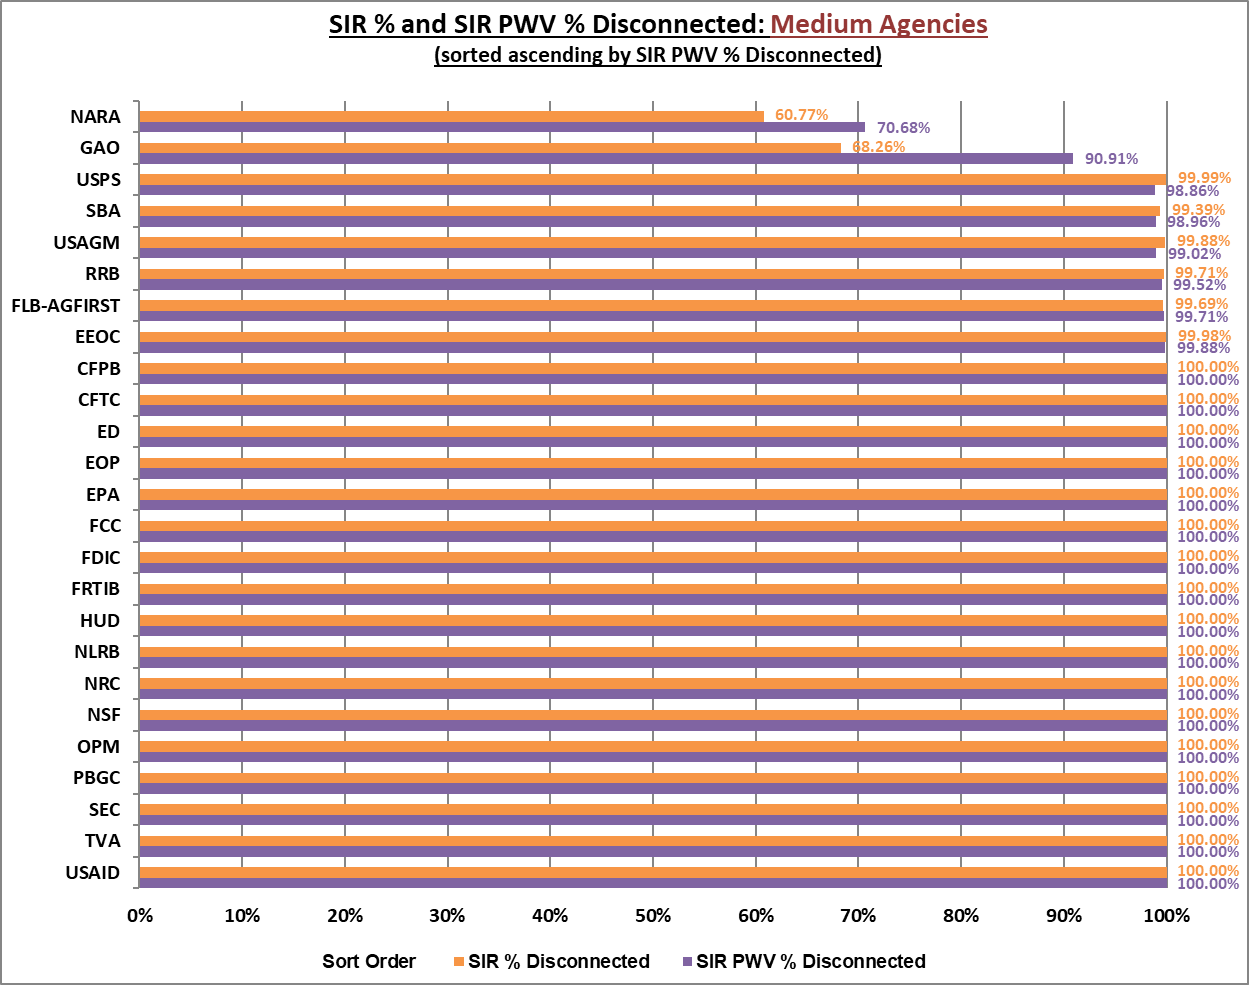 SIR % and SIR PWV % Disconnected: Medium Agencies
(sorted ascending by SIR PWV % Disconnected)
NARA 60.77%
70.68%
GAO 68.26%
90.91%
USPS 99.99%
98.86%
SBA 99.39%
98.96%
USAGM 99.88%
99.02%
RRB 99.71%
99.52%
FLB-AGFIRST 99.69%
99.71%
EEOC 99.98%
99.88%
CFPB 100.00%
100.00%
CFTC 100.00%
100.00%
ED 100.00%
100.00%
EOP 100.00%
100.00%
EPA 100.00%
100.00%
FCC 100.00%
100.00%
FDIC 100.00%
100.00%
FRTIB 100.00%
100.00%
HUD 100.00%
100.00%
NLRB 100.00%
100.00%
NRC 100.00%
100.00%
NSF 100.00%
100.00%
OPM 100.00%
100.00%
PBGC 100.00%
100.00%
SEC 100.00%
100.00%
TVA 100.00%
100.00%
USAID 100.00%
100.00%
0% 10% 20% 30% 40% 50% 60% 70% 80% 90% 100%
Sort Order SIR % Disconnected SIR PWV % Disconnected